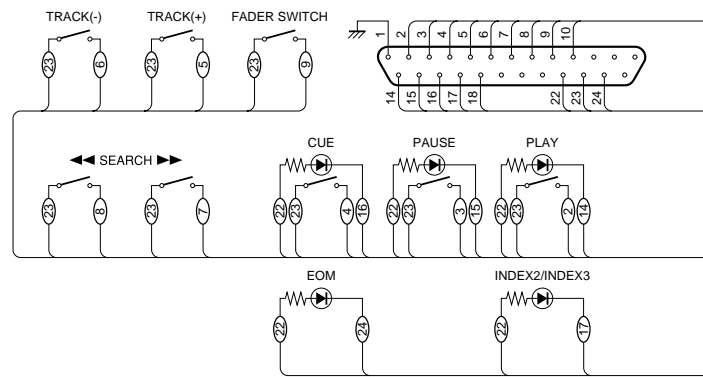 TRACK(-) TRACK(+) FADER SWITCH
1 2 3 4 5 6 7 8 9 10
23 6 23 5 23 9
14 15 16 17 18 22 23 24
◀◀ SEARCH ▶▶ CUE PAUSE PLAY
23 8 23 7 22 23 4 16 22 23 3 15 22 23 2 14
EOM INDEX2/INDEX3
22 24 22 17